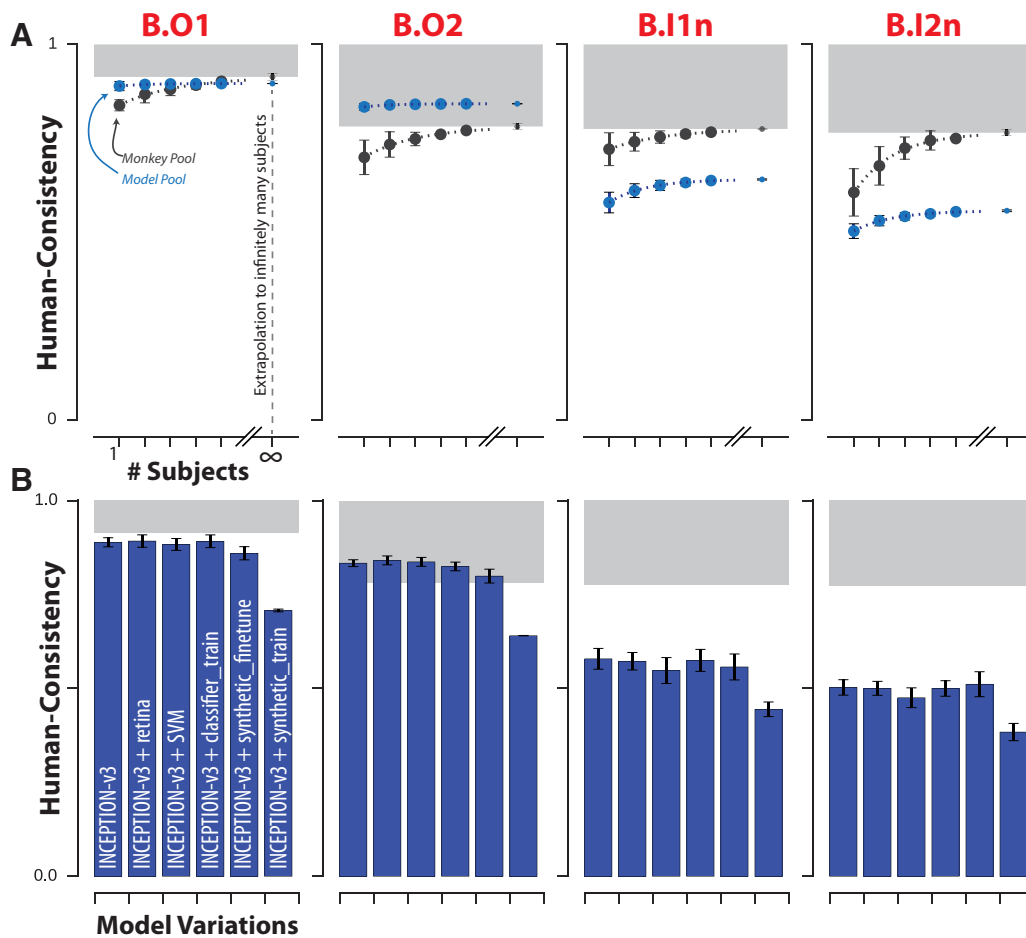 A
B.O1
B.O2
B.I1n
B.I2n
1
Human-Consistency
0
Monkey Pool
Model Pool
Extrapolation to infinitely many subjects
1
∞
# Subjects
B
1.0
Human-Consistency
0.0
INCEPTION-v3
INCEPTION-v3 + retina
INCEPTION-v3 + SVM
INCEPTION-v3 + classifier_train
INCEPTION-v3 + synthetic_finetune
INCEPTION-v3 + synthetic_train
Model Variations